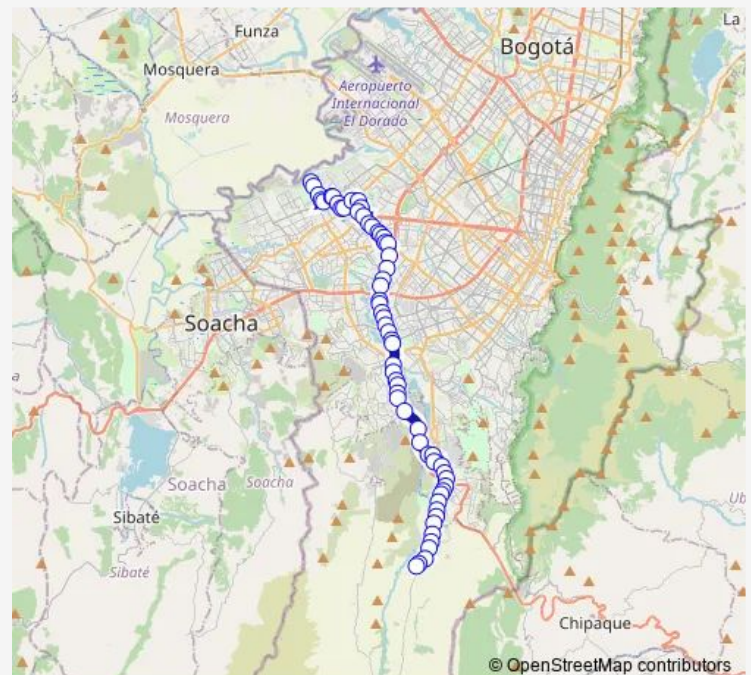 La
Funza
Bogotá
Mosquera
Aeropuerto
Internacional
El Dorado
Mosquera
Soacha
a
Soacha
Soacha
Ub
Sibaté
Sibaté
Chipaque
© OpenStreetMap contributors